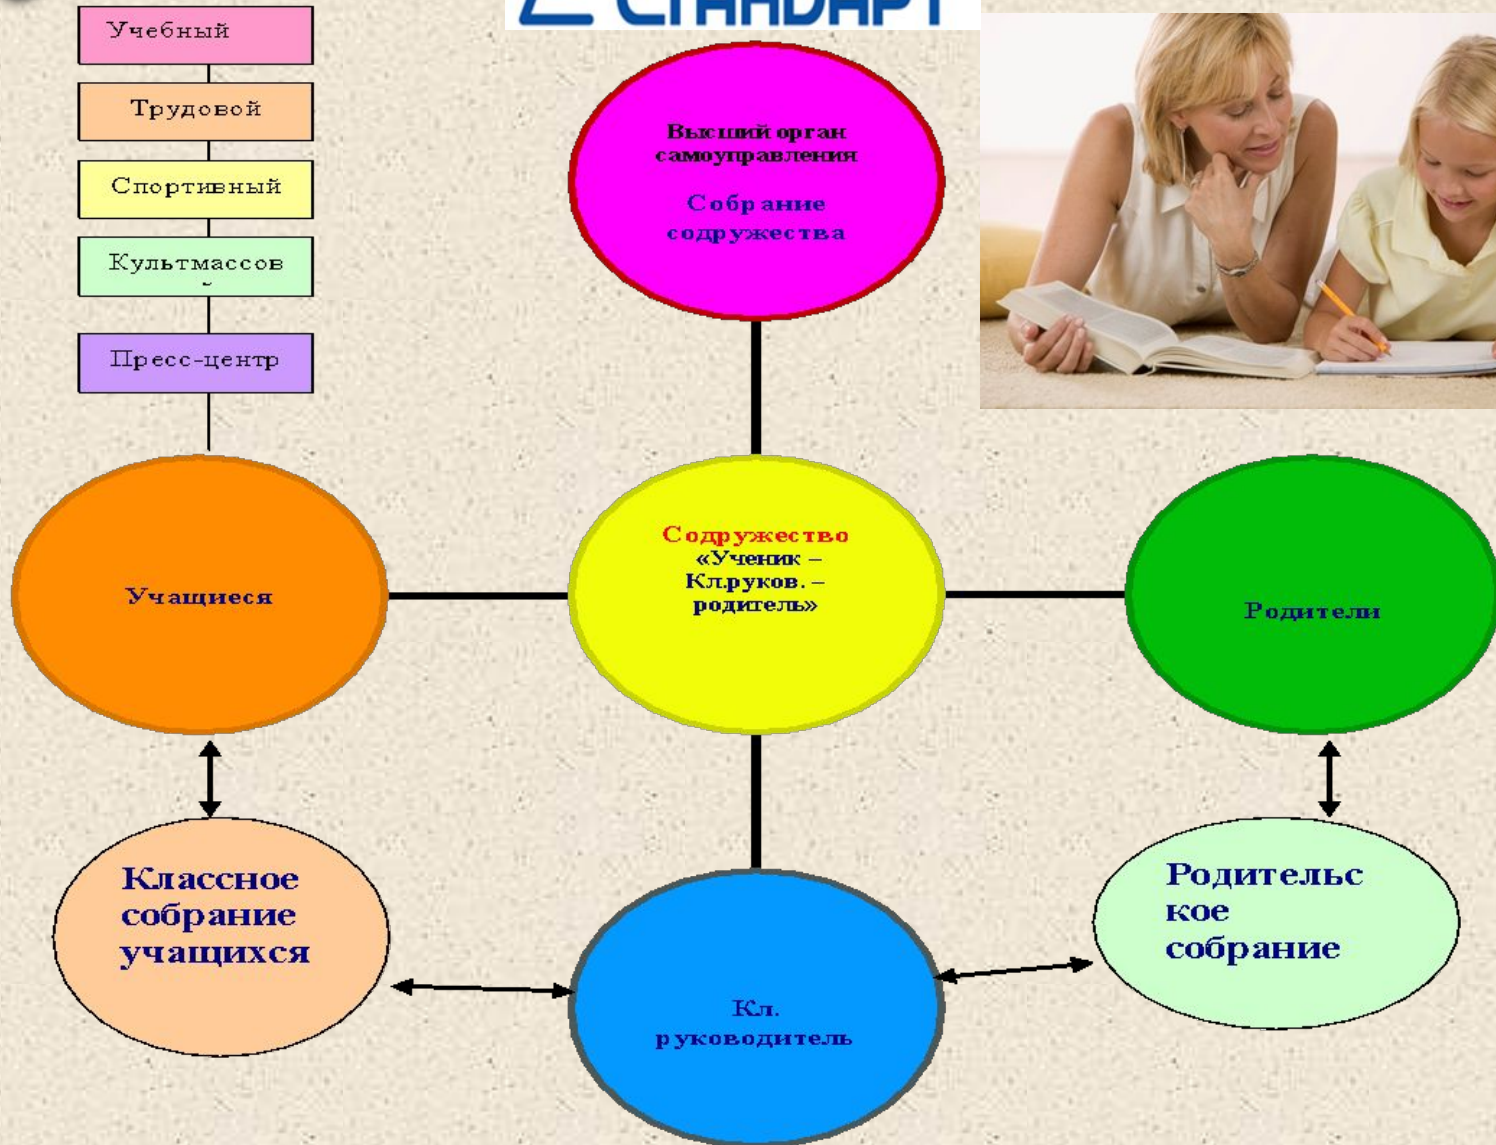 СТАНДАРТ
Учебный
Трудовой
Спортивный
Культмассов
Пресс-центр
Высший орган
самоуправления
Собрание
содружества
Учащиеся
Содружество
«Ученик –
Кл.руков. –
родитель»
Родители
Классное
собрание
учащихся
Кл.
руководитель
Родительс
кое
собрание